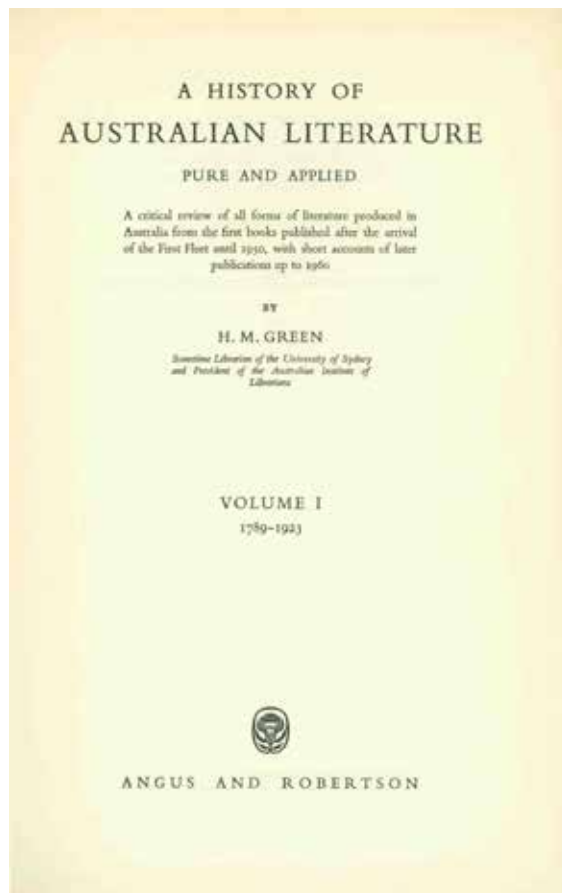 A HISTORY OF
AUSTRALIAN LITERATURE
PURE AND APPLIED
A critical review of all forms of literature produced in
Australia from the first books published after the arrival
of the First Fleet until 1950, with short accounts of later
publications up to 1960
BY
H. M. GREEN
Sometime Librarian of the University of Sydney
and President of the Australian Institute of
Librarians
VOLUME I
1789–1923
ANGUS AND ROBERTSON